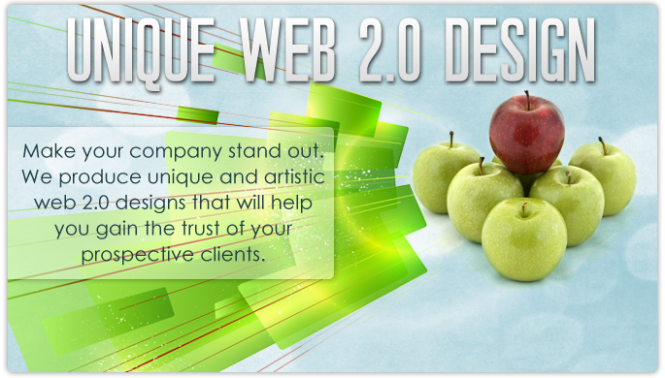 UNIQUE WEB 2.0 DESIGN
Make your company stand out.
We produce unique and artistic
web 2.0 designs that will help
you gain the trust of your
prospective clients.